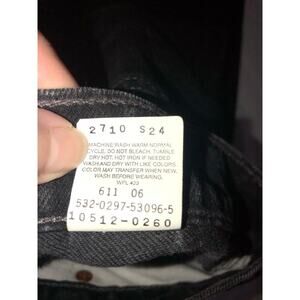 2710 S24
MACHINE WASH WARM NORMAL
CYCLE. DO NOT BLEACH. TUMBLE
DRY HOT. HOT IRON IF NEEDED.
WASH AND DRY WITH LIKE COLORS.
COLOR MAY TRANSFER WHEN NEW.
WASH BEFORE WEARING.
WPL 423
611 06
532-0297-53096-5
10512-0260